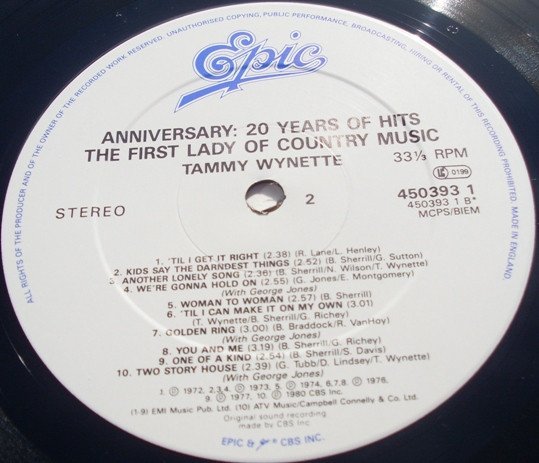 ALL RIGHTS OF THE PRODUCER AND OF THE OWNER OF THE RECORDED WORK RESERVED. UNAUTHORISED COPYING, PUBLIC PERFORMANCE, BROADCASTING, HIRING OR RENTAL OF THIS RECORDING PROHIBITED. MADE IN ENGLAND.
Epic
ANNIVERSARY: 20 YEARS OF HITS
THE FIRST LADY OF COUNTRY MUSIC
TAMMY WYNETTE
33⅓ RPM
LC 0199
STEREO
2
450393 1
450393 1 B*
MCPS/BIEM
1. 'TIL I GET IT RIGHT (2.38) (R. Lane/L. Henley)
2. KIDS SAY THE DARNDEST THINGS (2.52) (B. Sherrill/G. Sutton)
3. ANOTHER LONELY SONG (2.36) (B. Sherrill/N. Wilson/T. Wynette)
4. WE'RE GONNA HOLD ON (2.55) (G. Jones/E. Montgomery)
(With George Jones)
5. WOMAN TO WOMAN (2.57) (B. Sherrill)
6. 'TIL I CAN MAKE IT ON MY OWN (3.01)
(T. Wynette/B. Sherrill/G. Richey)
7. GOLDEN RING (3.00) (B. Braddock/R. VanHoy)
(With George Jones)
8. YOU AND ME (3.19) (B. Sherrill/G. Richey)
9. ONE OF A KIND (2.54) (B. Sherrill/S. Davis)
10. TWO STORY HOUSE (2.39) (G. Tubb/D. Lindsey/T. Wynette)
(With George Jones)
1. ℗ 1972, 2,3,4. ℗ 1973, 5. ℗ 1974, 6,7,8. ℗ 1976,
9. ℗ 1977, 10. ℗ 1980 CBS INC.
(1-9) EMI Music Pub. Ltd. (10) ATV Music/Campbell Connelly & Co. Ltd.
Original sound recording
made by CBS INC.
EPIC & CBS INC.